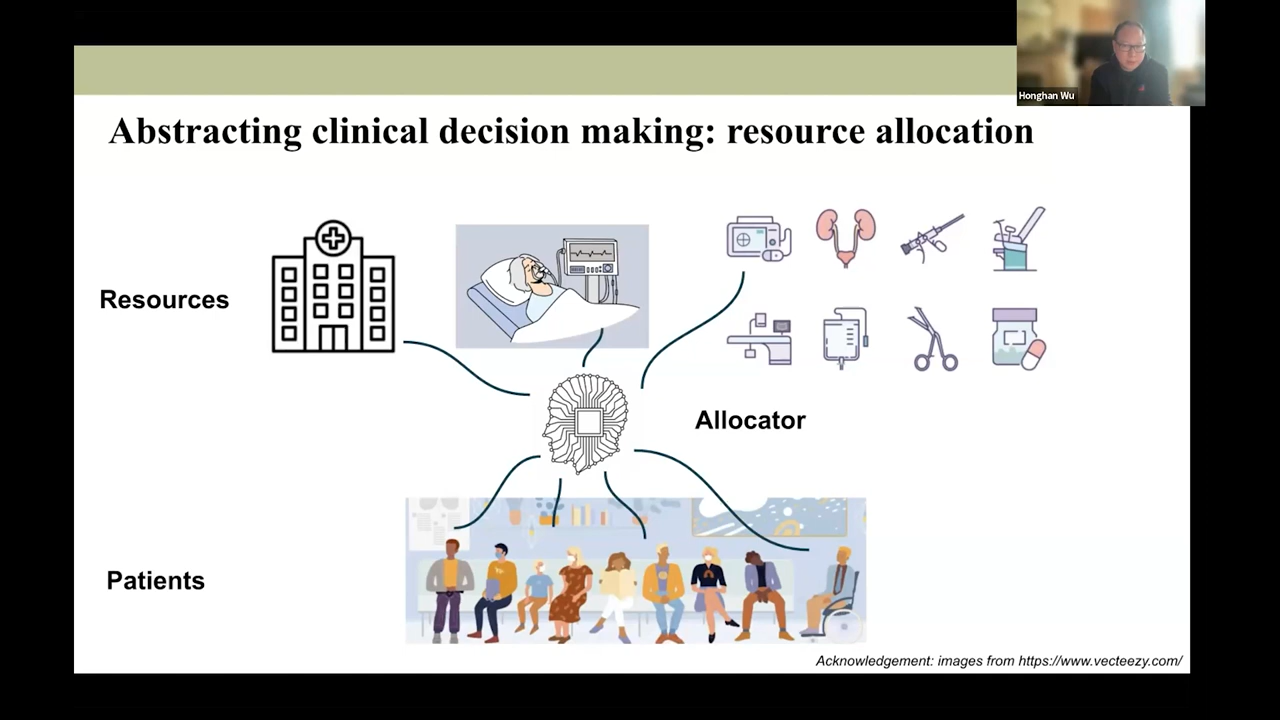 Honghan Wu
Abstracting clinical decision making: resource allocation
Resources
Allocator
Patients
Acknowledgement: images from https://www.vecteezy.com/